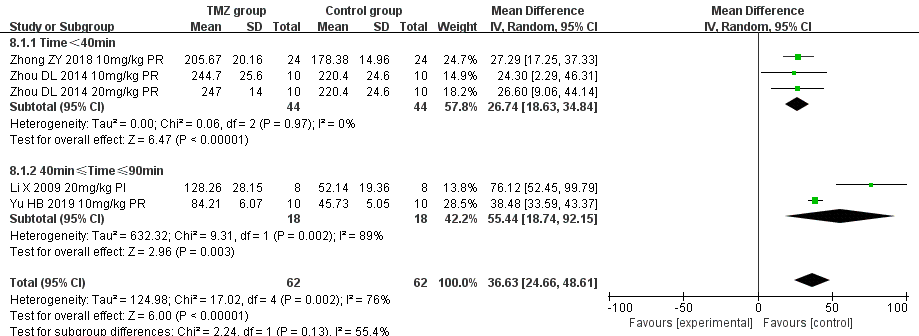 TMZ group Control group Mean Difference Mean Difference
Study or Subgroup Mean SD Total Mean SD Total Weight IV, Random, 95% CI IV, Random, 95% CI
8.1.1 Time＜40min
Zhong ZY 2018 10mg/kg PR 205.67 20.16 24 178.38 14.96 24 24.7% 27.29 [17.25, 37.33]
Zhou DL 2014 10mg/kg PR 244.7 25.6 10 220.4 24.6 10 14.9% 24.30 [2.29, 46.31]
Zhou DL 2014 20mg/kg PR 247 14 10 220.4 24.6 10 18.2% 26.60 [9.06, 44.14]
Subtotal (95% CI) 44 44 57.8% 26.74 [18.63, 34.84]
Heterogeneity: Tau² = 0.00; Chi² = 0.06, df = 2 (P = 0.97); I² = 0%
Test for overall effect: Z = 6.47 (P < 0.00001)
8.1.2 40min≤Time≤90min
Li X 2009 20mg/kg PI 128.26 28.15 8 52.14 19.36 8 13.8% 76.12 [52.45, 99.79]
Yu HB 2019 10mg/kg PR 84.21 6.07 10 45.73 5.05 10 28.5% 38.48 [33.59, 43.37]
Subtotal (95% CI) 18 18 42.2% 55.44 [18.74, 92.15]
Heterogeneity: Tau² = 632.32; Chi² = 9.31, df = 1 (P = 0.002); I² = 89%
Test for overall effect: Z = 2.96 (P = 0.003)
Total (95% CI) 62 62 100.0% 36.63 [24.66, 48.61]
Heterogeneity: Tau² = 124.98; Chi² = 17.02, df = 4 (P = 0.002); I² = 76%
Test for overall effect: Z = 6.00 (P < 0.00001)
Test for subgroup differences: Chi² = 2.24, df = 1 (P = 0.13), I² = 55.4%
-100 -50 0 50 100
Favours [experimental] Favours [control]